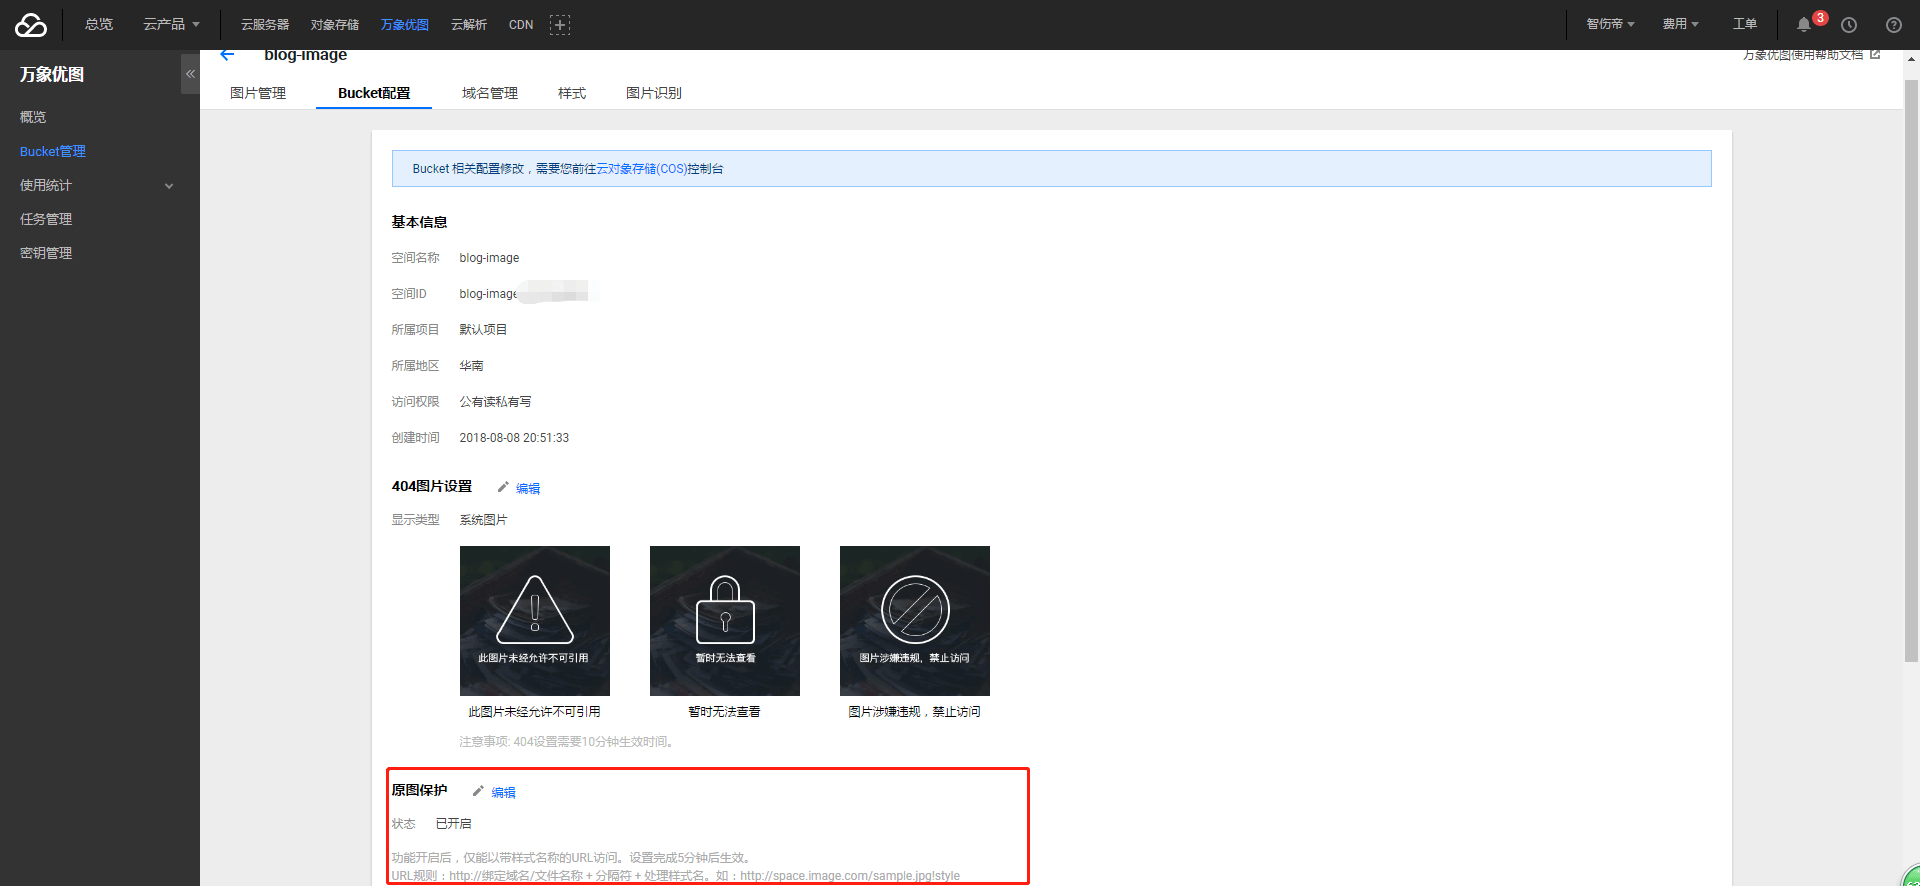 总览 云产品 云服务器 对象存储 万象优图 云解析 CDN 智伤帝 费用 工单 3
万象优图
概览
Bucket管理
使用统计
任务管理
密钥管理
blog-image 万象优图使用帮助文档
图片管理 Bucket配置 域名管理 样式 图片识别
Bucket 相关配置修改，需要您前往云对象存储(COS)控制台
基本信息
空间名称 blog-image
空间ID blog-image
所属项目 默认项目
所属地区 华南
访问权限 公有读私有写
创建时间 2018-08-08 20:51:33
404图片设置 编辑
显示类型 系统图片
此图片未经允许不可引用 暂时无法查看 图片涉嫌违规，禁止访问
此图片未经允许不可引用 暂时无法查看 图片涉嫌违规，禁止访问
注意事项: 404设置需要10分钟生效时间。
原图保护 编辑
状态 已开启
功能开启后，仅能以带样式名称的URL访问。设置完成5分钟后生效。
URL规则：http://绑定域名/文件名称 + 分隔符 + 处理样式名。如：http://space.image.com/sample.jpg!style